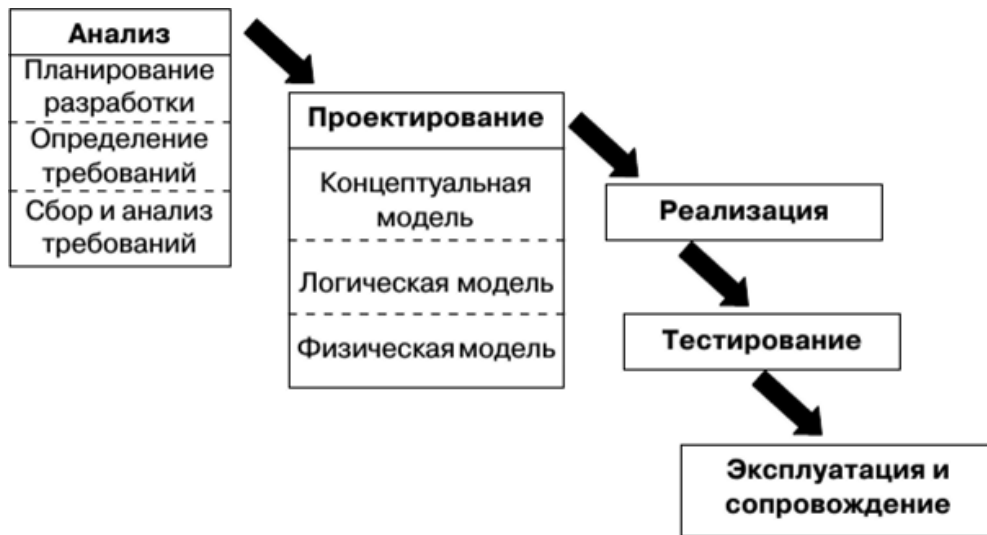 Анализ
Планирование
разработки
Определение
требований
Сбор и анализ
требований
Проектирование
Концептуальная
модель
Логическая модель
Физическая модель
Реализация
Тестирование
Эксплуатация и
сопровождение